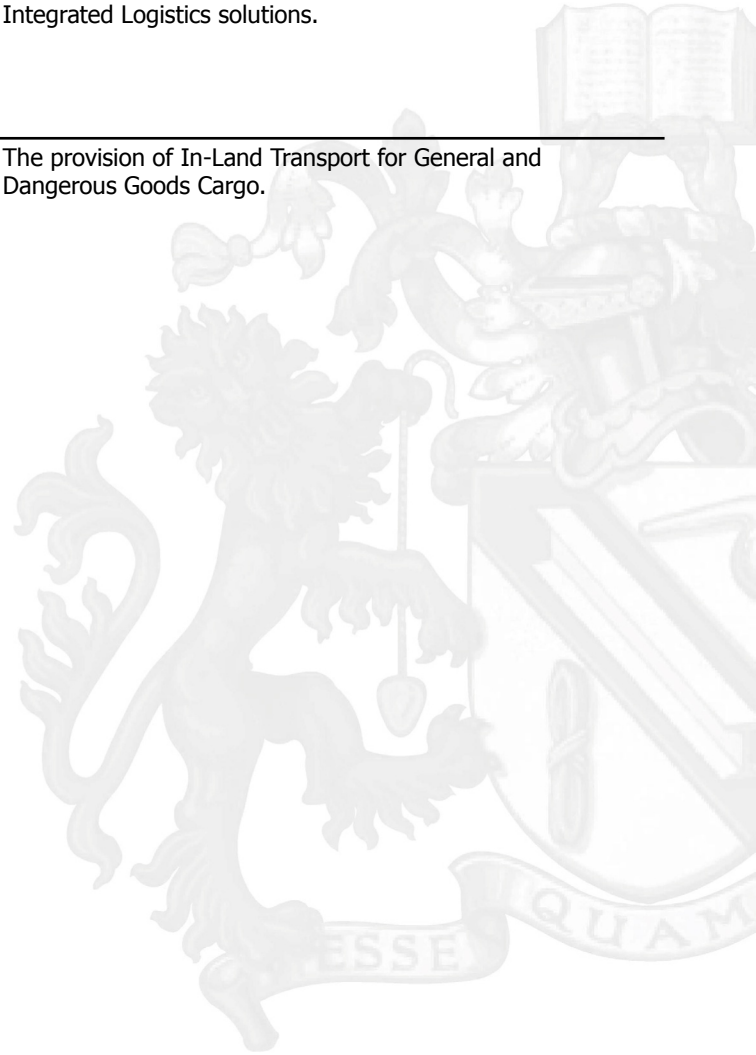 Integrated Logistics solutions.
The provision of In-Land Transport for General and
Dangerous Goods Cargo.
ESSE
QUAM